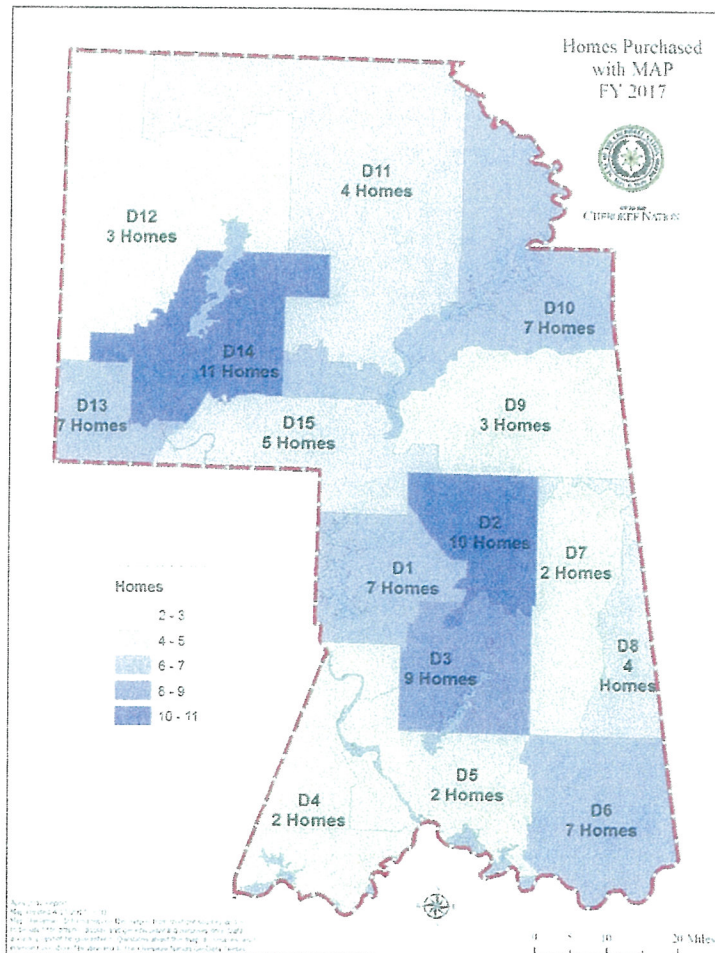 Homes Purchased
with MAP
FY 2017
CHEROKEE NATION
D11
4 Homes
D12
3 Homes
D10
7 Homes
D14
11 Homes
D13
7 Homes
D9
3 Homes
D15
5 Homes
D2
10 Homes
D7
2 Homes
D1
7 Homes
D8
4
Homes
D3
9 Homes
D5
2 Homes
D4
2 Homes
D6
7 Homes
Homes
2 - 3
4 - 5
6 - 7
8 - 9
10 - 11
0 5 10 20 Miles